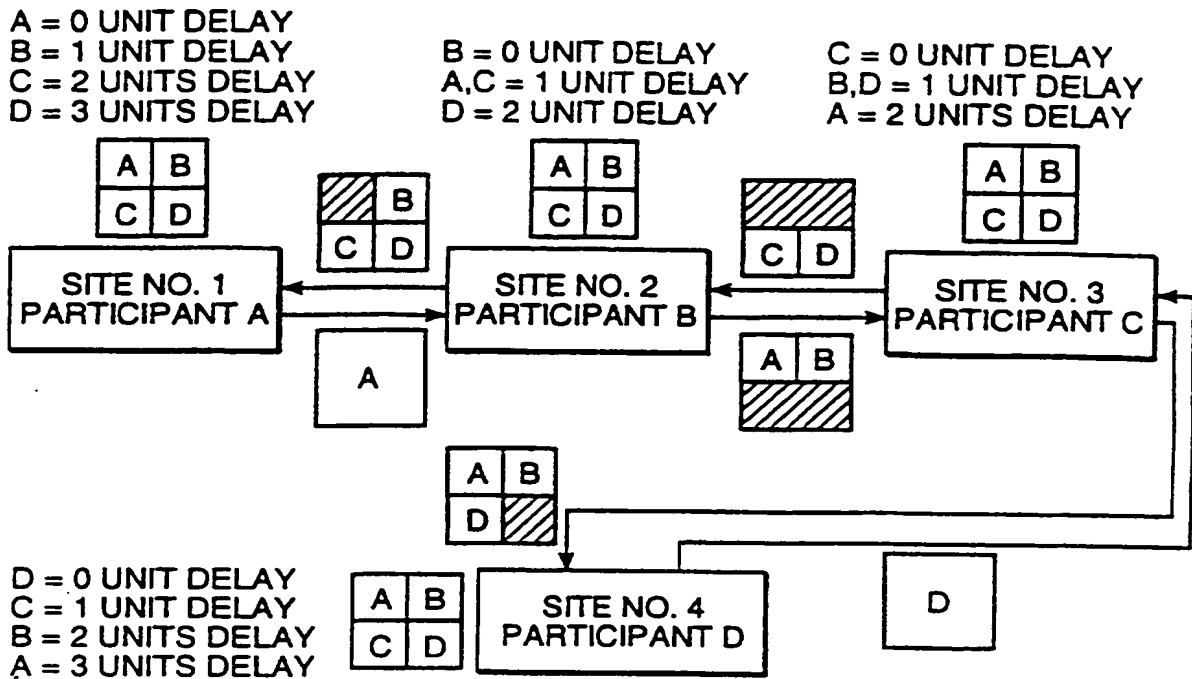 A = 0 UNIT DELAY
B = 1 UNIT DELAY
C = 2 UNITS DELAY
D = 3 UNITS DELAY
B = 0 UNIT DELAY
A,C = 1 UNIT DELAY
D = 2 UNIT DELAY
C = 0 UNIT DELAY
B,D = 1 UNIT DELAY
A = 2 UNITS DELAY
A B
C D
B
C D
A B
C D
C D
A B
C D
SITE NO. 1
PARTICIPANT A
SITE NO. 2
PARTICIPANT B
SITE NO. 3
PARTICIPANT C
A
A B
A B
D
D = 0 UNIT DELAY
C = 1 UNIT DELAY
B = 2 UNITS DELAY
A = 3 UNITS DELAY
A B
C D
SITE NO. 4
PARTICIPANT D
D